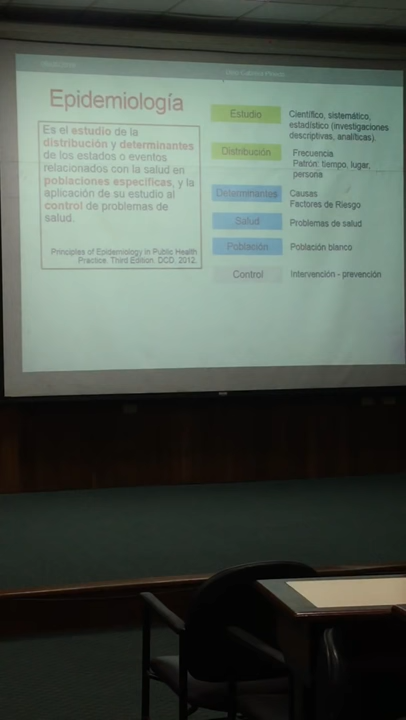 Epidemiología
Es el estudio de la
distribución y determinantes
de los estados o eventos
relacionados con la salud en
poblaciones específicas, y la
aplicación de su estudio al
control de problemas de
salud.
Principles of Epidemiology in Public Health
Practice. Third Edition. DCD. 2012.
Estudio
Científico, sistemático,
estadístico (investigaciones
descriptivas, analíticas).
Distribución
Frecuencia
Patrón: tiempo, lugar,
persona
Determinantes
Causas
Factores de Riesgo
Salud
Problemas de salud
Población
Población blanco
Control
Intervención - prevención